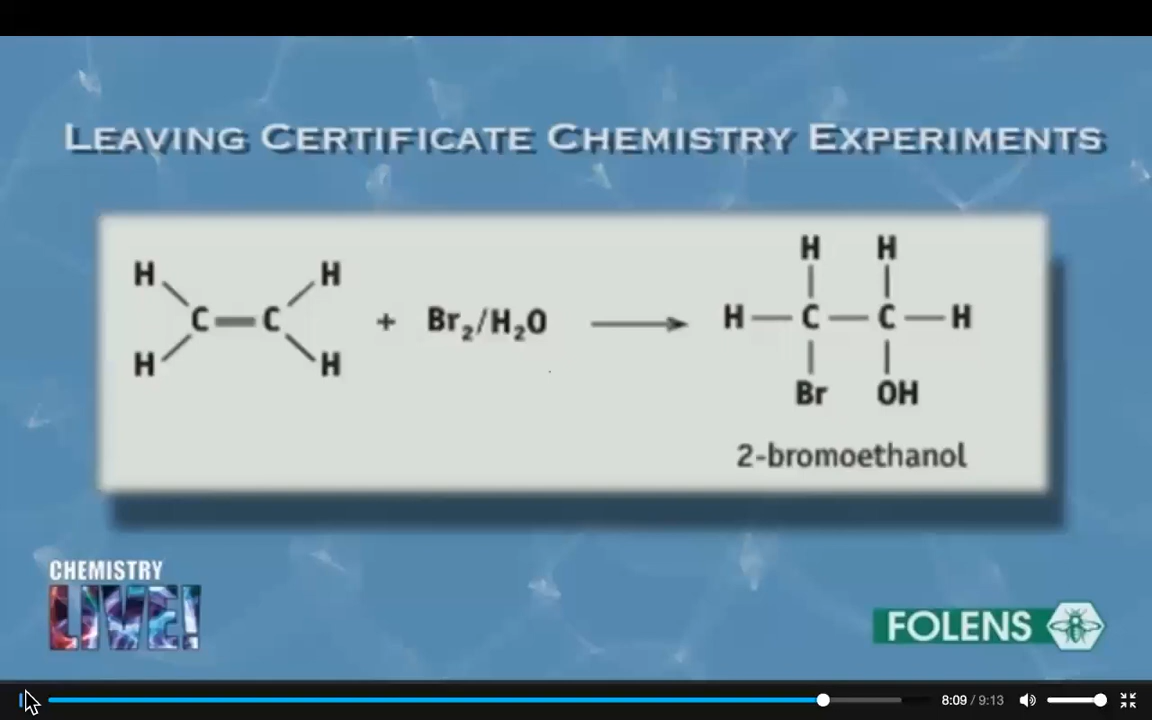 LEAVING CERTIFICATE CHEMISTRY EXPERIMENTS
H H
C C
H H
+ Br₂/H₂O
H H
H C C H
Br OH
2-bromoethanol
CHEMISTRY
LIVE!
FOLENS
8:09 / 9:13